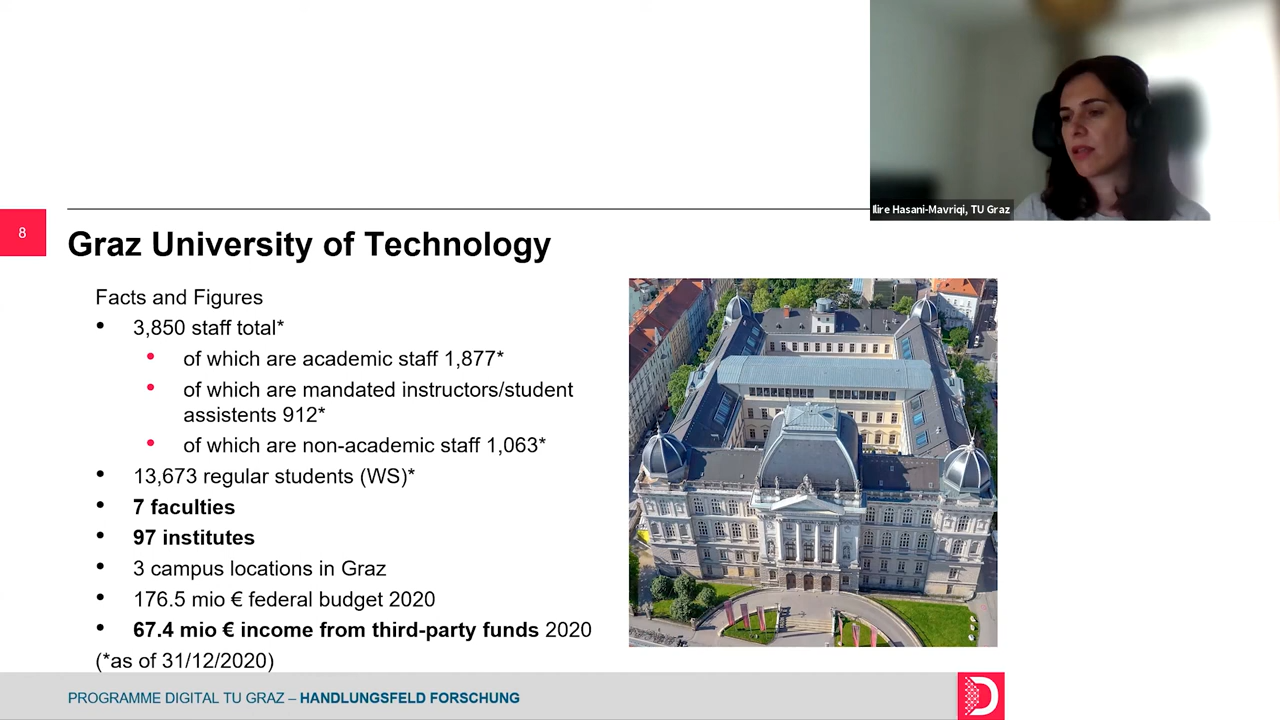 Ilire Hasani-Mavriqi, TU Graz
8
Graz University of Technology
Facts and Figures
• 3,850 staff total*
• of which are academic staff 1,877*
• of which are mandated instructors/student
assistents 912*
• of which are non-academic staff 1,063*
• 13,673 regular students (WS)*
• 7 faculties
• 97 institutes
• 3 campus locations in Graz
• 176.5 mio € federal budget 2020
• 67.4 mio € income from third-party funds 2020
(*as of 31/12/2020)
PROGRAMME DIGITAL TU GRAZ – HANDLUNGSFELD FORSCHUNG
D